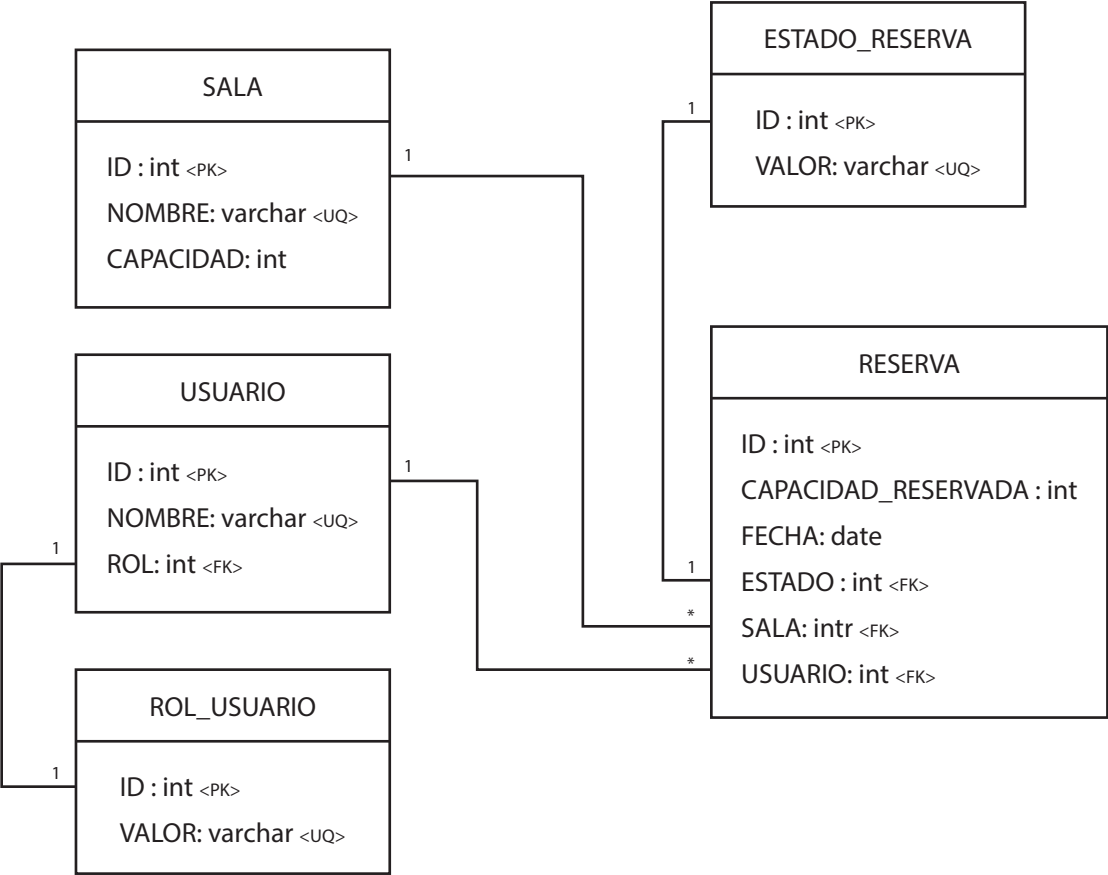 SALA
1
ID : int <PK>
NOMBRE: varchar <UQ>
CAPACIDAD: int
ESTADO_RESERVA
1
ID : int <PK>
VALOR: varchar <UQ>
USUARIO
1
ID : int <PK>
NOMBRE: varchar <UQ>
ROL: int <FK>
1
RESERVA
ID : int <PK>
CAPACIDAD_RESERVADA : int
FECHA: date
1
ESTADO : int <FK>
*
SALA: intr <FK>
*
USUARIO: int <FK>
ROL_USUARIO
1
ID : int <PK>
VALOR: varchar <UQ>